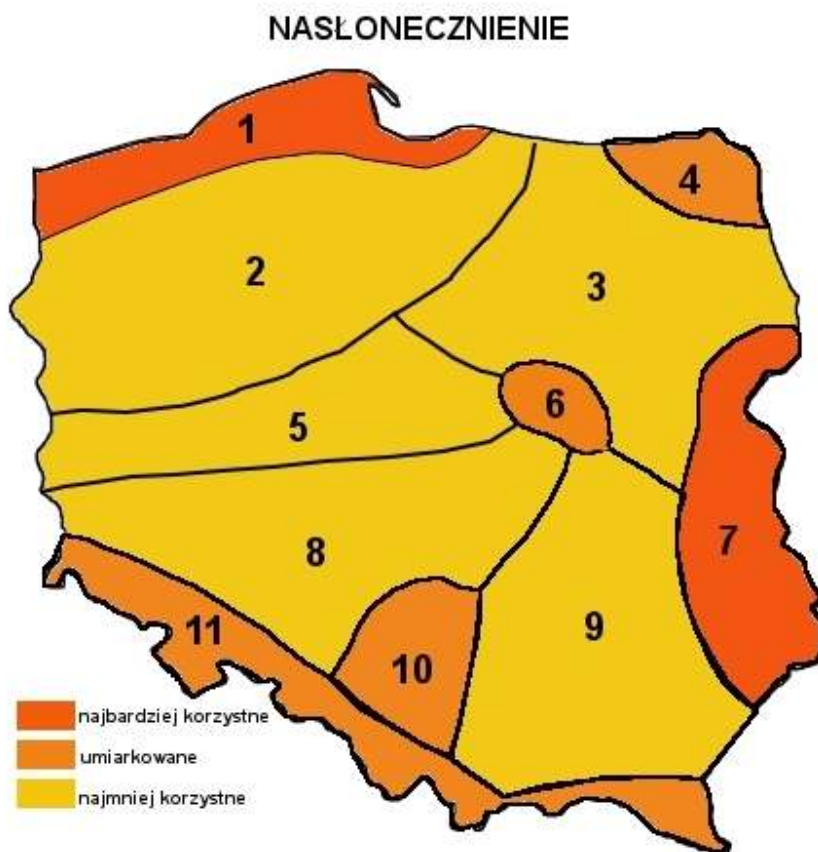 NASŁONECZNIENIE
1
4
2
3
6
5
7
8
9
11
10
najbardziej korzystne
umiarkowane
najmniej korzystne